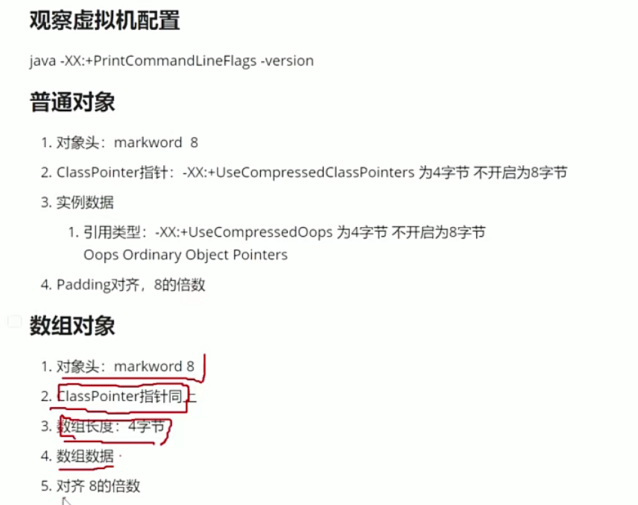 观察虚拟机配置
java -XX:+PrintCommandLineFlags -version
普通对象
1. 对象头：markword 8
2. ClassPointer指针：-XX:+UseCompressedClassPointers 为4字节 不开启为8字节
3. 实例数据
1. 引用类型：-XX:+UseCompressedOops 为4字节 不开启为8字节
Oops Ordinary Object Pointers
4. Padding对齐，8的倍数
数组对象
1. 对象头：markword 8
2. ClassPointer指针同上
3. 数组长度：4字节
4. 数组数据
5. 对齐 8的倍数